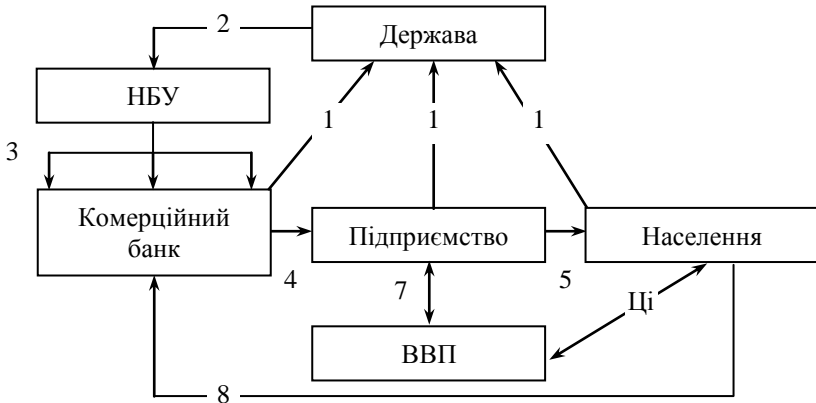 2
Держава
НБУ
1
1
1
3
Комерційний
банк
Підприємство
Населення
4
7
5
Ці
ВВП
8